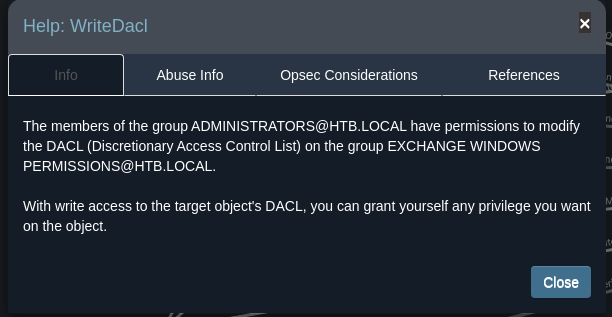 Help: WriteDacl
×
Info
Abuse Info
Opsec Considerations
References
The members of the group ADMINISTRATORS@HTB.LOCAL have permissions to modify
the DACL (Discretionary Access Control List) on the group EXCHANGE WINDOWS
PERMISSIONS@HTB.LOCAL.
With write access to the target object's DACL, you can grant yourself any privilege you want
on the object.
Close